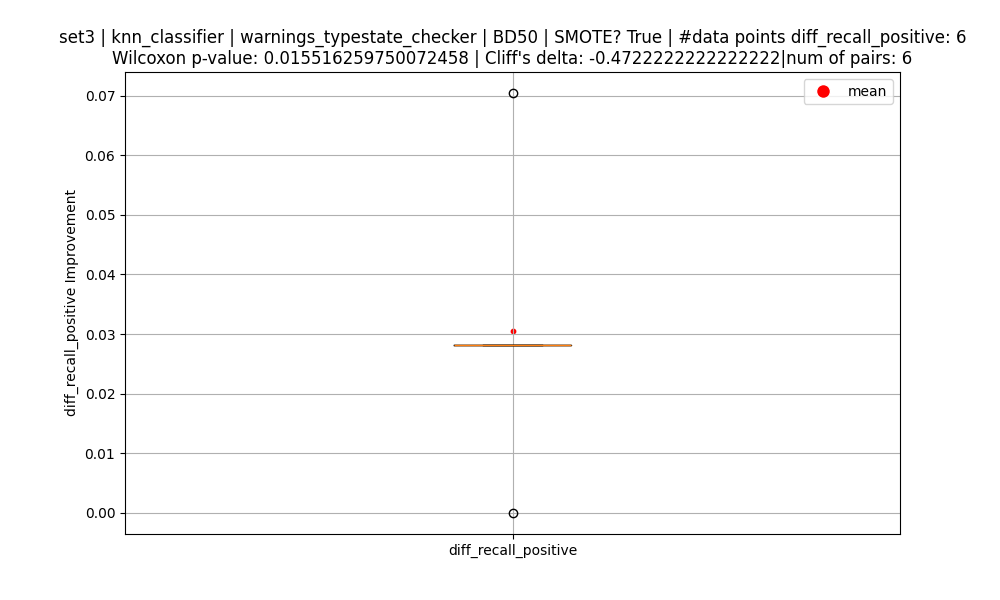 set3 | knn_classifier | warnings_typestate_checker | BD50 | SMOTE? True | #data points diff_recall_positive: 6
Wilcoxon p-value: 0.015516259750072458 | Cliff's delta: -0.4722222222222222|num of pairs: 6
mean
0.07
0.06
0.05
0.04
0.03
0.02
0.01
0.00
diff_recall_positive Improvement
diff_recall_positive